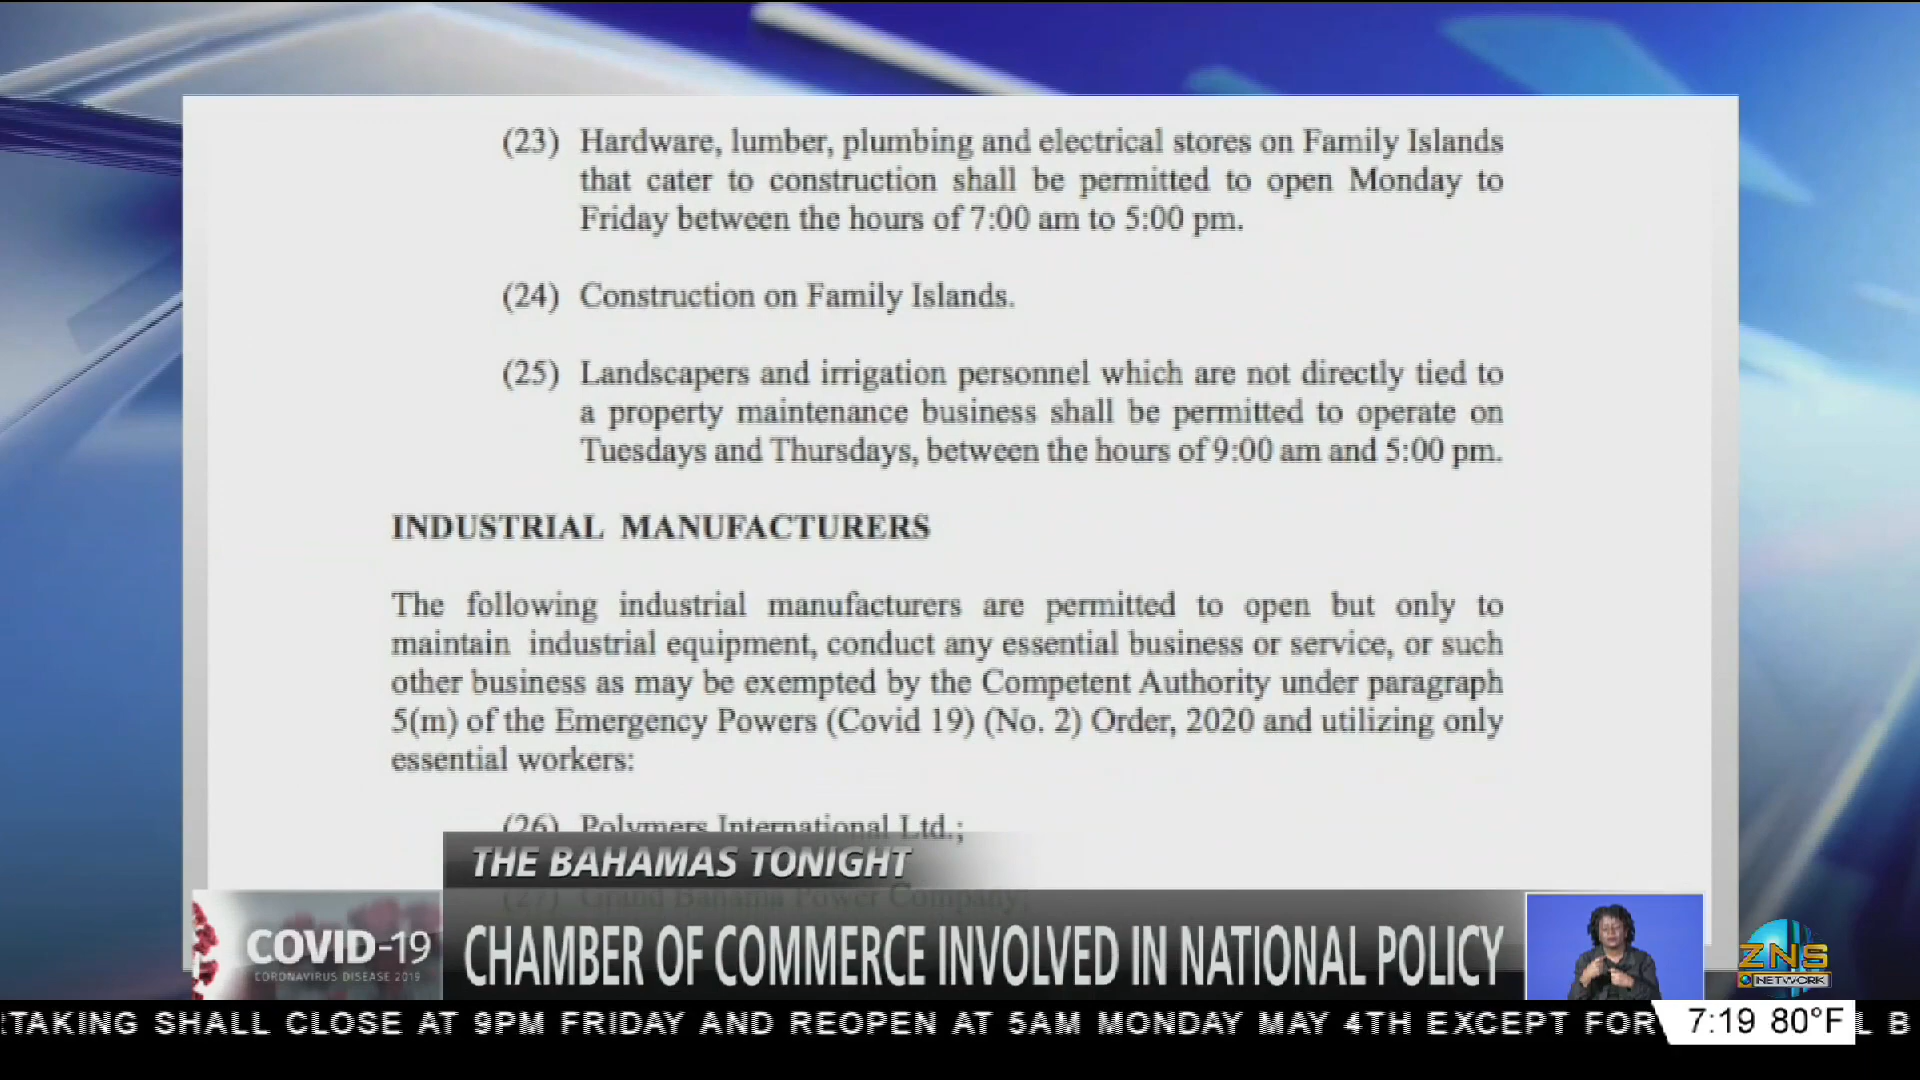 (23) Hardware, lumber, plumbing and electrical stores on Family Islands
that cater to construction shall be permitted to open Monday to
Friday between the hours of 7:00 am to 5:00 pm.
(24) Construction on Family Islands.
(25) Landscapers and irrigation personnel which are not directly tied to
a property maintenance business shall be permitted to operate on
Tuesdays and Thursdays, between the hours of 9:00 am and 5:00 pm.
INDUSTRIAL MANUFACTURERS
The following industrial manufacturers are permitted to open but only to
maintain industrial equipment, conduct any essential business or service, or such
other business as may be exempted by the Competent Authority under paragraph
5(m) of the Emergency Powers (Covid 19) (No. 2) Order, 2020 and utilizing only
essential workers:
(26) Polymers International Ltd.;
THE BAHAMAS TONIGHT
(27) Grand Bahama Power Company;
COVID-19
CORONAVIRUS DISEASE 2019
CHAMBER OF COMMERCE INVOLVED IN NATIONAL POLICY
ZNS
NETWORK
RTAKING SHALL CLOSE AT 9PM FRIDAY AND REOPEN AT 5AM MONDAY MAY 4TH EXCEPT FOR
7:19 80°F
L B